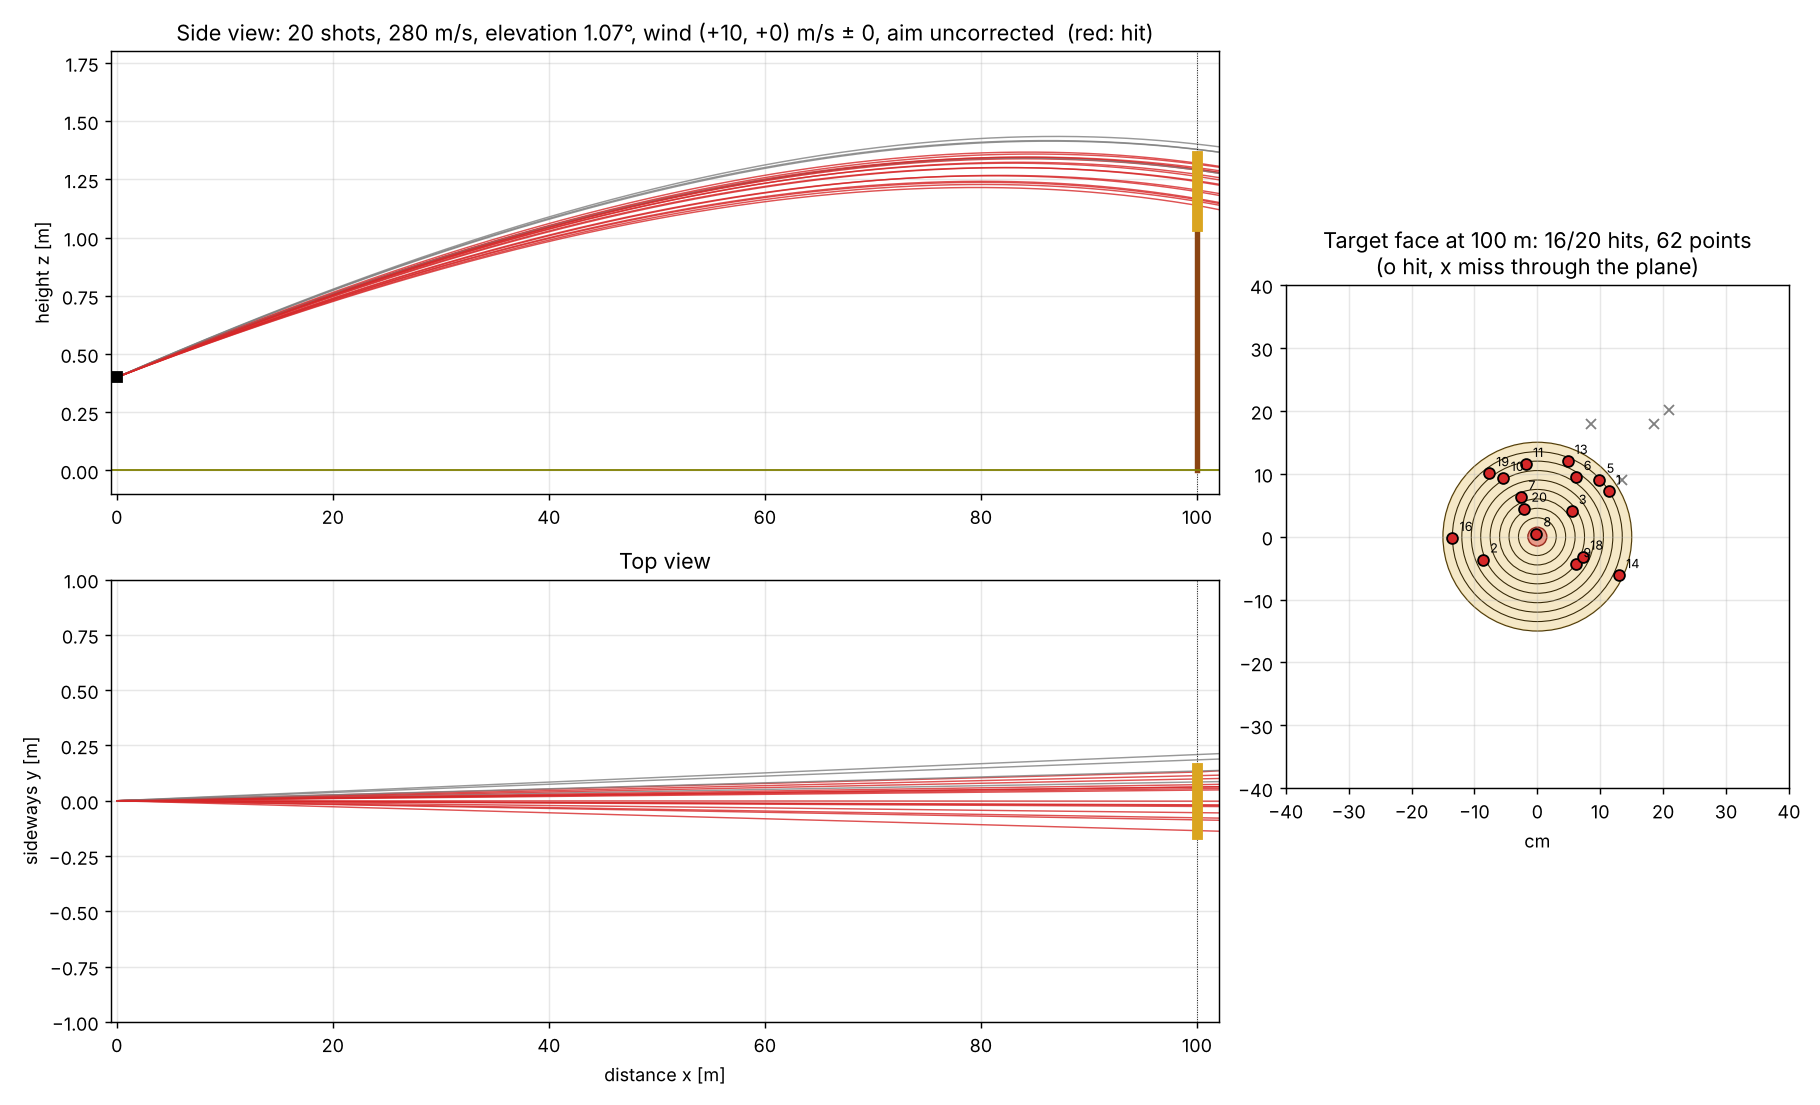 Side view: 20 shots, 280 m/s, elevation 1.07°, wind (+10, +0) m/s ± 0, aim uncorrected  (red: hit)
1.75
1.50
1.25
1.00
0.75
0.50
0.25
0.00
height z [m]
0 20 40 60 80 100
Top view
1.00
0.75
0.50
0.25
0.00
−0.25
−0.50
−0.75
−1.00
sideways y [m]
0 20 40 60 80 100
distance x [m]
Target face at 100 m: 16/20 hits, 62 points
(o hit, x miss through the plane)
40
30
20
10
0
−10
−20
−30
−40
13
11
19 10 6 5
1
7
20 3
8
16
2 9 18
14
−40 −30 −20 −10 0 10 20 30 40
cm